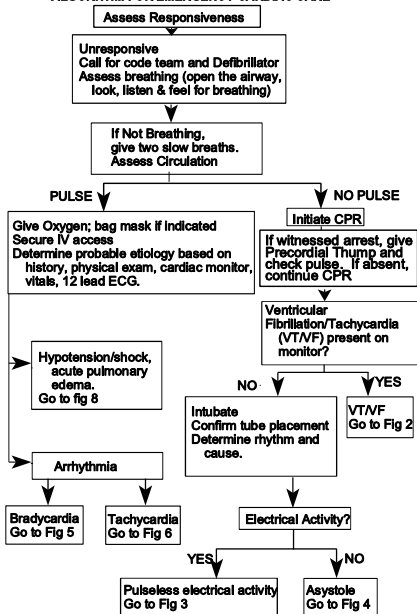 Assess Responsiveness
Unresponsive
Call for code team and Defibrillator
Assess breathing (open the airway,
look, listen & feel for breathing)
If Not Breathing,
give two slow breaths.
Assess Circulation
PULSE
NO PULSE
Give Oxygen; bag mask if indicated
Secure IV access
Determine probable etiology based on
history, physical exam, cardiac monitor,
vitals, 12 lead ECG.
Initiate CPR
If witnessed arrest, give
Precordial Thump and
check pulse. If absent,
continue CPR
Ventricular
Fibrillation/Tachycardia
(VT/VF) present on
monitor?
Hypotension/shock,
acute pulmonary
edema.
Go to fig 8
NO
YES
Intubate
Confirm tube placement
Determine rhythm and
cause.
VT/VF
Go to Fig 2
Arrhythmia
Bradycardia
Go to Fig 5
Tachycardia
Go to Fig 6
Electrical Activity?
YES
NO
Pulseless electrical activity
Go to Fig 3
Asystole
Go to Fig 4